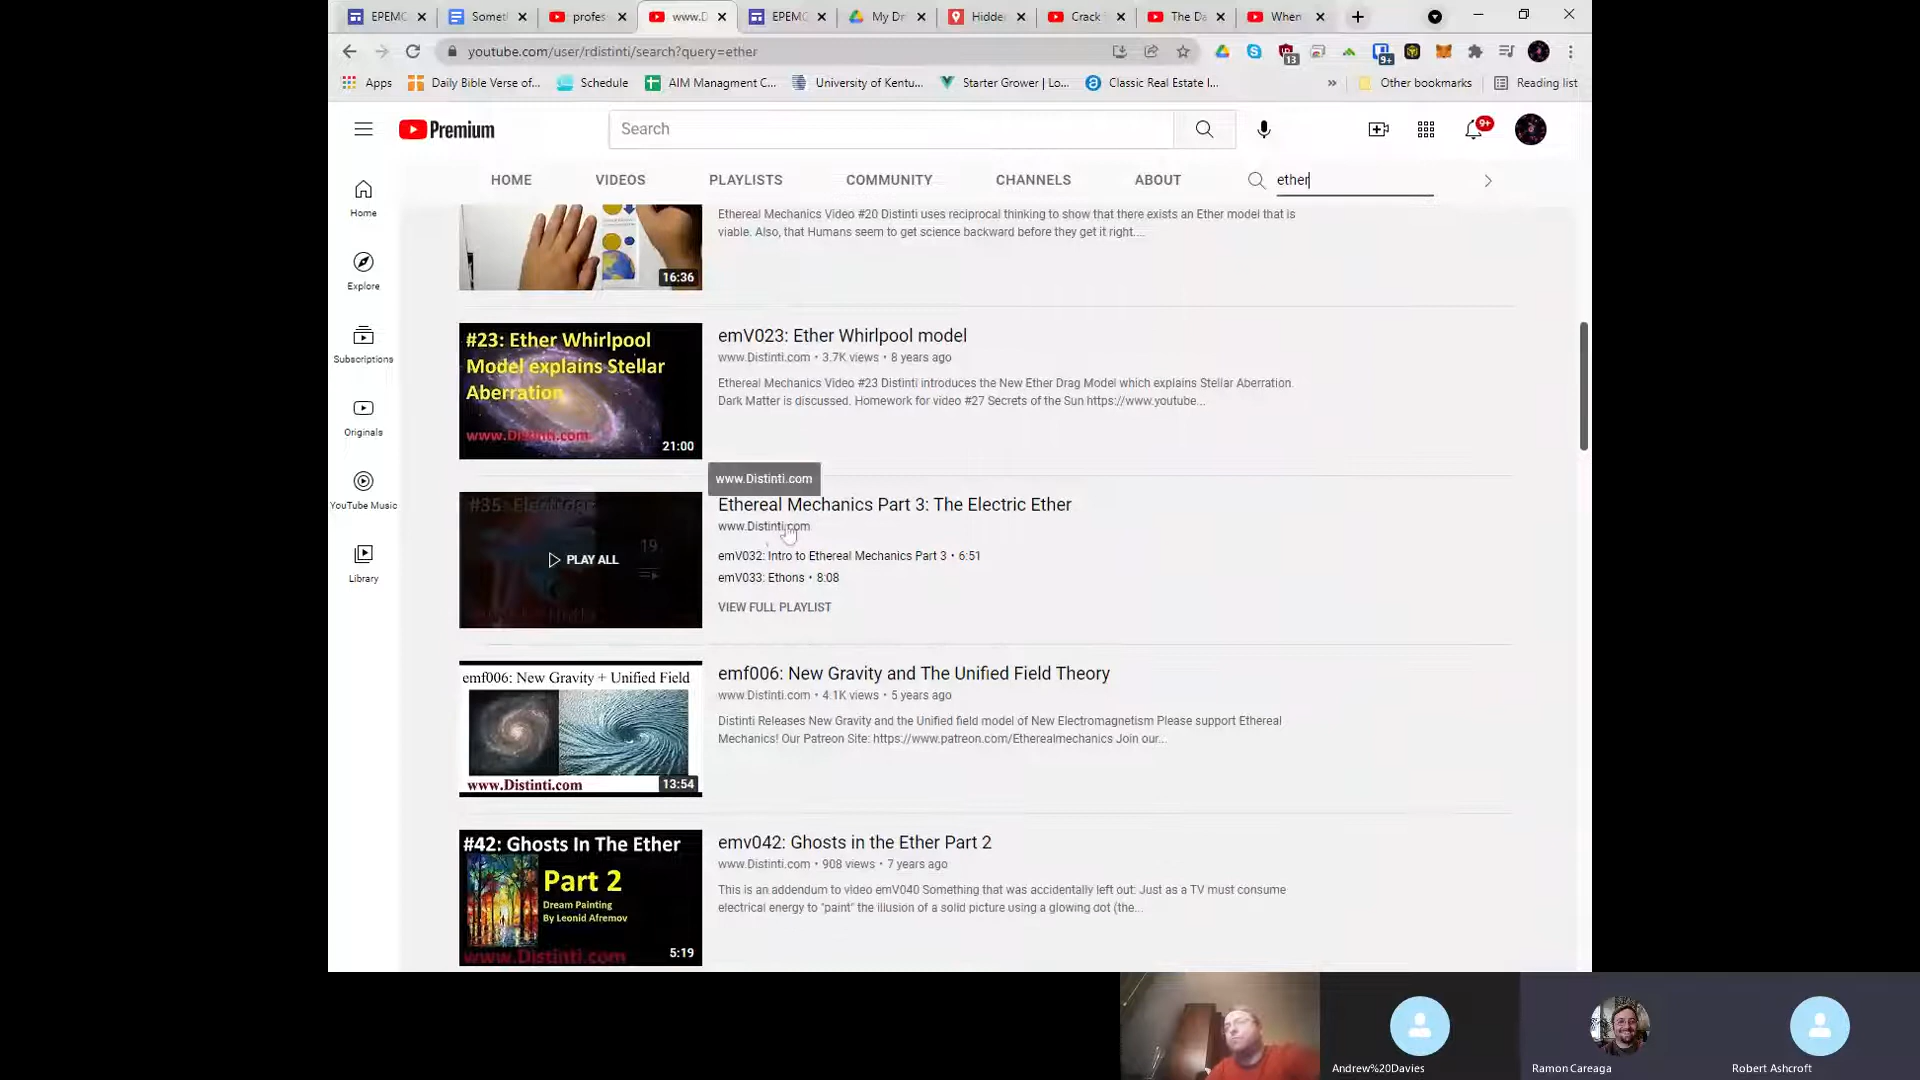 EPEMC
Someti
profes
www.D
EPEMC
My Dr
Hidde
Crack
The Da
When
youtube.com/user/rdistinti/search?query=ether
13
9+
Apps
Daily Bible Verse of...
Schedule
AIM Managment C...
University of Kentu...
Starter Grower | Lo...
Classic Real Estate I...
»
Other bookmarks
Reading list
Premium
Search
9+
HOME
VIDEOS
PLAYLISTS
COMMUNITY
CHANNELS
ABOUT
ether
Home
Explore
Subscriptions
Originals
YouTube Music
Library
16:36
Ethereal Mechanics Video #20 Distinti uses reciprocal thinking to show that there exists an Ether model that is
viable. Also, that Humans seem to get science backward before they get it right....
#23: Ether Whirlpool
Model explains Stellar
Aberration
www.Distinti.com
21:00
emV023: Ether Whirlpool model
www.Distinti.com • 3.7K views • 8 years ago
Ethereal Mechanics Video #23 Distinti introduces the New Ether Drag Model which explains Stellar Aberration.
Dark Matter is discussed. Homework for video #27 Secrets of the Sun https://www.youtube...
www.Distinti.com
#35:
19
PLAY ALL
Ethereal Mechanics Part 3: The Electric Ether
www.Distinti.com
emV032: Intro to Ethereal Mechanics Part 3 • 6:51
emV033: Ethons • 8:08
VIEW FULL PLAYLIST
emf006: New Gravity + Unified Field
www.Distinti.com
13:54
emf006: New Gravity and The Unified Field Theory
www.Distinti.com • 4.1K views • 5 years ago
Distinti Releases New Gravity and the Unified field model of New Electromagnetism Please support Ethereal
Mechanics! Our Patreon Site: https://www.patreon.com/Etherealmechanics Join our...
#42: Ghosts In The Ether
Part 2
Dream Painting
By Leonid Afremov
www.Distinti.com
5:19
emv042: Ghosts in the Ether Part 2
www.Distinti.com • 908 views • 7 years ago
This is an addendum to video emV040 Something that was accidentally left out: Just as a TV must consume
electrical energy to "paint" the illusion of a solid picture using a glowing dot (the...
Andrew%20Davies
Ramon Careaga
Robert Ashcroft